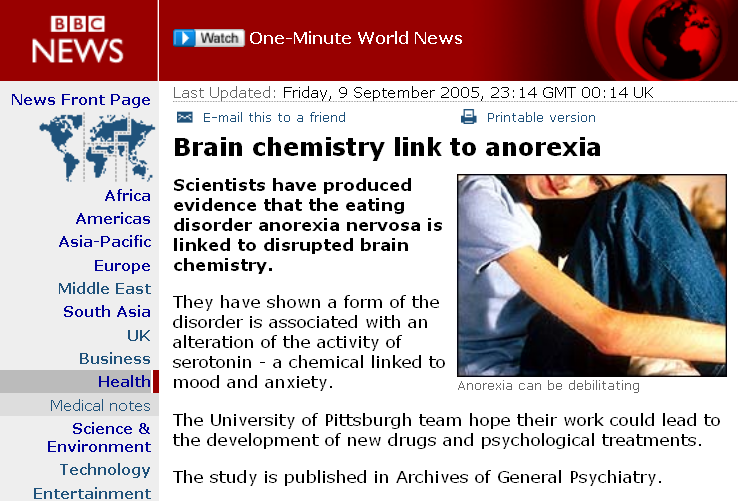 BBC
NEWS
Watch One-Minute World News
News Front Page
Africa
Americas
Asia-Pacific
Europe
Middle East
South Asia
UK
Business
Health
Medical notes
Science &
Environment
Technology
Entertainment
Last Updated: Friday, 9 September 2005, 23:14 GMT 00:14 UK
E-mail this to a friend
Printable version
Brain chemistry link to anorexia
Scientists have produced
evidence that the eating
disorder anorexia nervosa is
linked to disrupted brain
chemistry.
They have shown a form of the
disorder is associated with an
alteration of the activity of
serotonin - a chemical linked to
mood and anxiety.
Anorexia can be debilitating
The University of Pittsburgh team hope their work could lead to
the development of new drugs and psychological treatments.
The study is published in Archives of General Psychiatry.